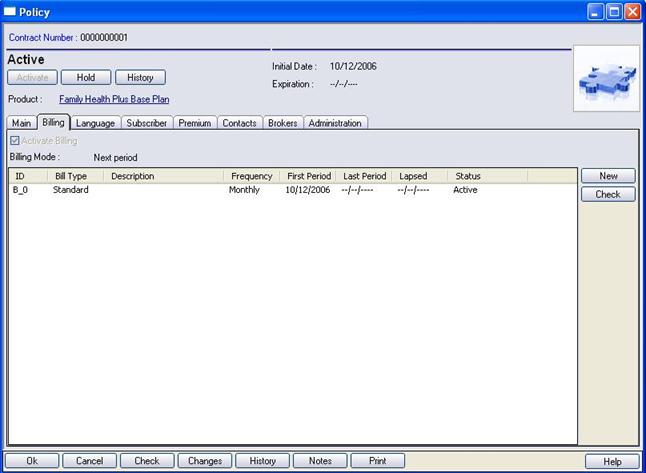 Policy
Contract Number : 0000000001
Active
Initial Date : 10/12/2006
Activate Hold History
Expiration : --/--/----
Product : Family Health Plus Base Plan
Main Billing Language Subscriber Premium Contacts Brokers Administration
Activate Billing
Billing Mode : Next period
ID Bill Type Description Frequency First Period Last Period Lapsed Status
New
B_0 Standard Monthly 10/12/2006 --/--/---- --/--/---- Active
Check
Ok Cancel Check Changes History Notes Print Help